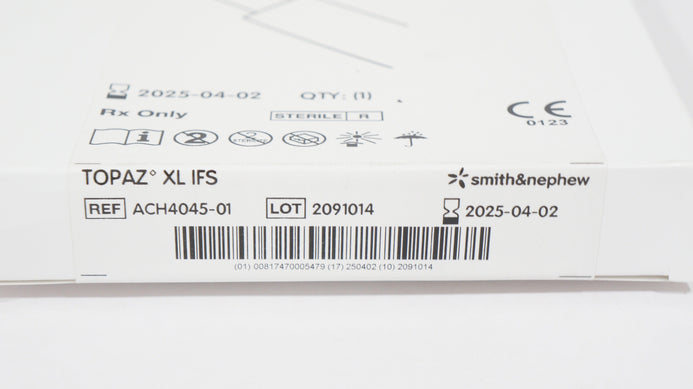 2025-04-02 QTY: (1)
Rx Only STERILE R
CE
0123
TOPAZ° XL IFS smith&nephew
REF ACH4045-01 LOT 2091014 2025-04-02
(01) 00817470005479 (17) 250402 (10) 2091014